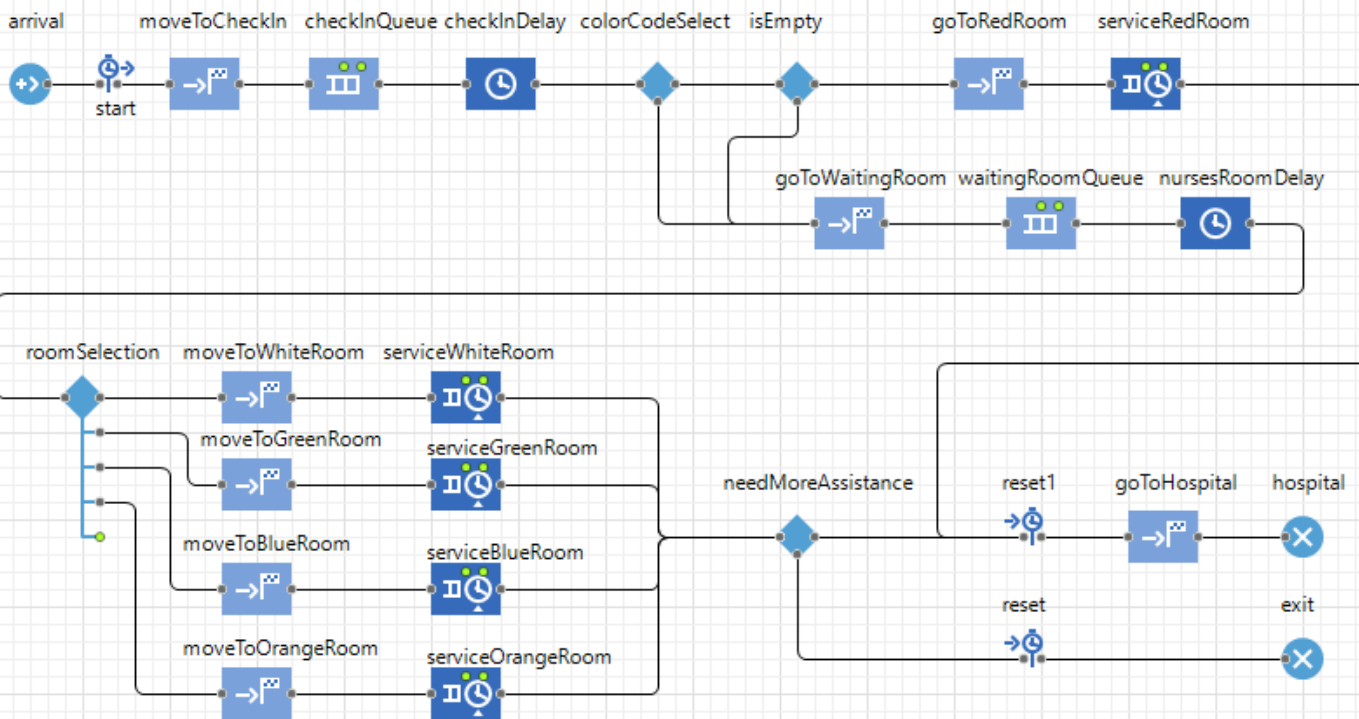 arrival
moveToCheckIn
checkInQueue
checkInDelay
colorCodeSelect
isEmpty
goToRedRoom
serviceRedRoom
start
goToWaitingRoom
waitingRoomQueue
nursesRoomDelay
roomSelection
moveToWhiteRoom
serviceWhiteRoom
moveToGreenRoom
serviceGreenRoom
needMoreAssistance
reset1
goToHospital
hospital
moveToBlueRoom
serviceBlueRoom
reset
exit
moveToOrangeRoom
serviceOrangeRoom